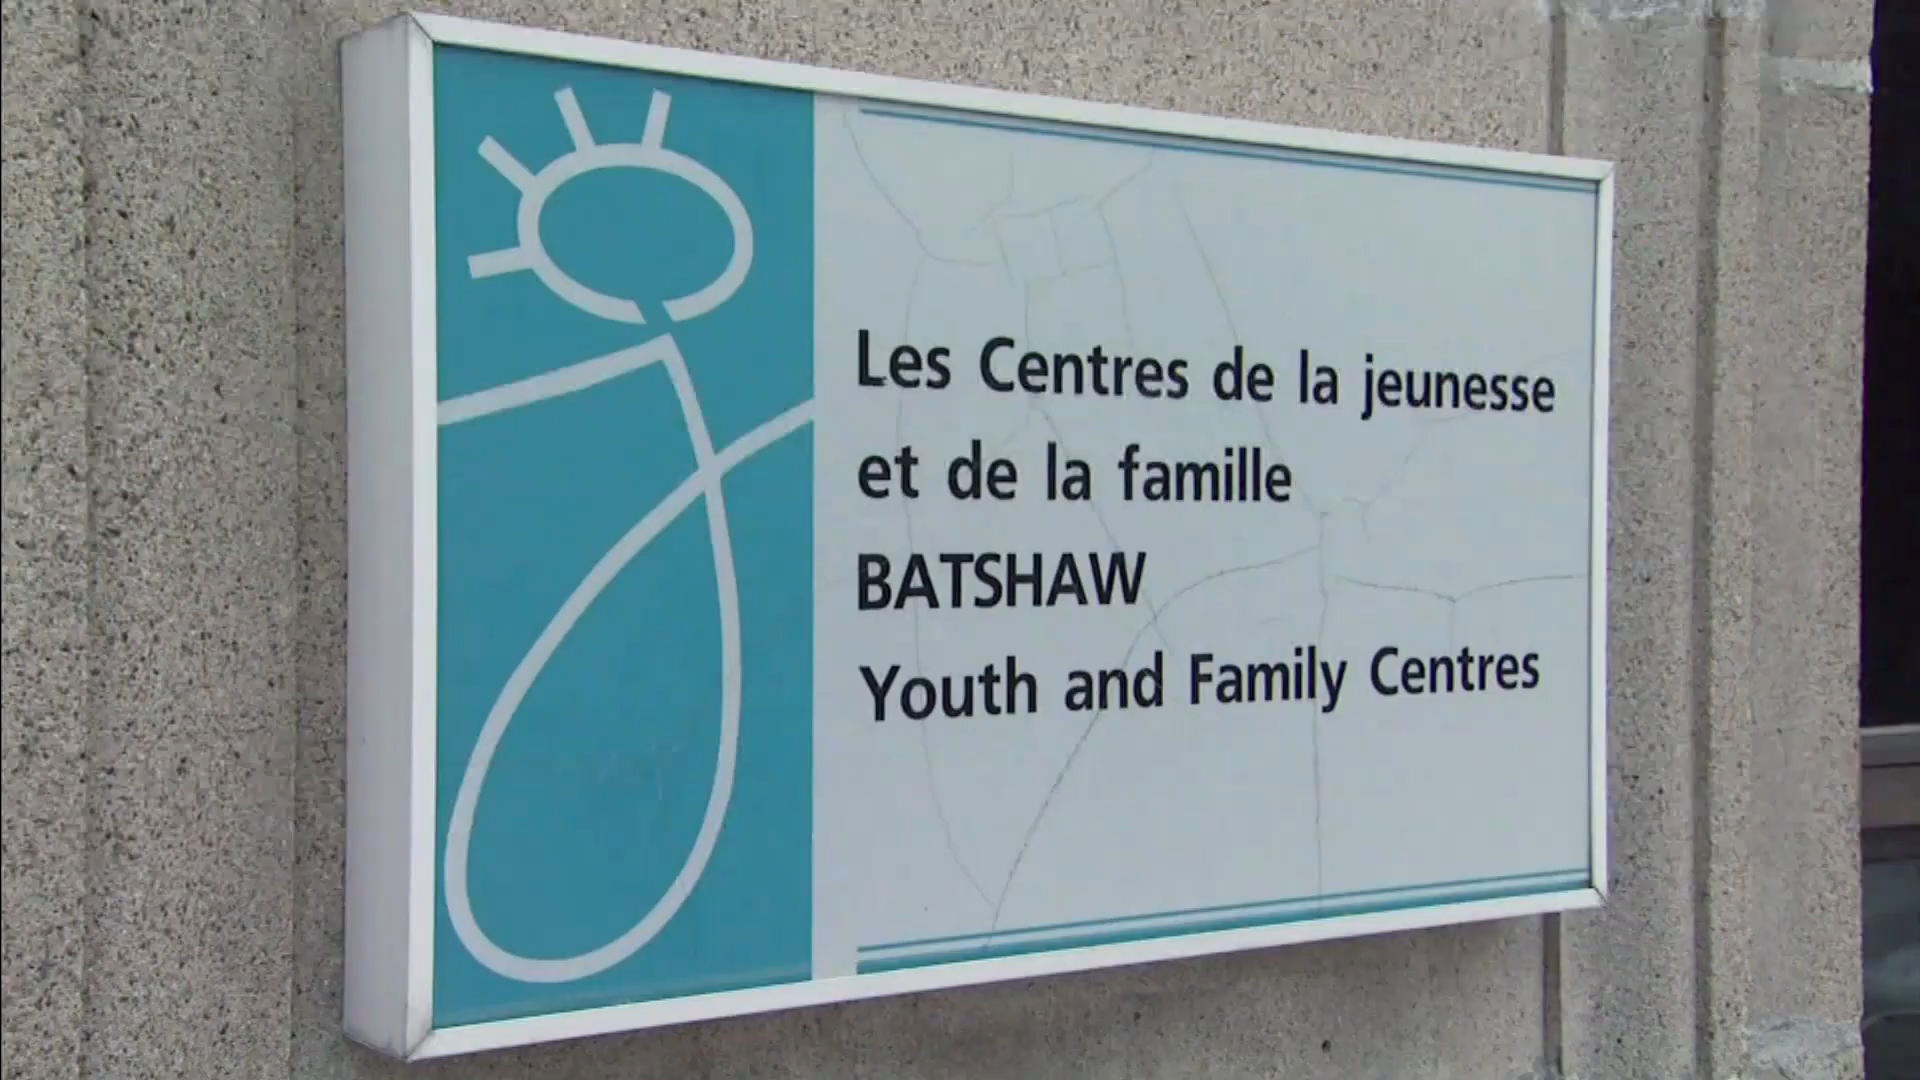 Les Centres de la jeunesse
et de la famille
BATSHAW
Youth and Family Centres